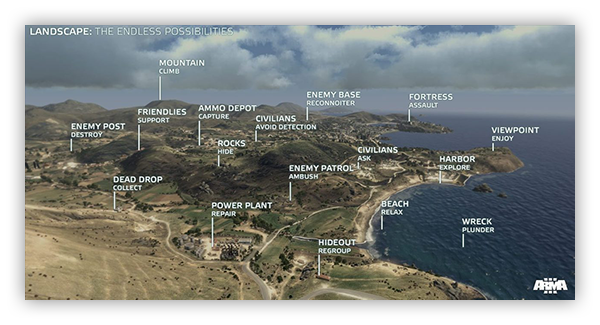 LANDSCAPE: THE ENDLESS POSSIBILITIES
MOUNTAIN
CLIMB
ENEMY BASE
RECONNOITER
FORTRESS
ASSAULT
FRIENDLIES
SUPPORT
AMMO DEPOT
CAPTURE
CIVILIANS
AVOID DETECTION
ENEMY POST
DESTROY
VIEWPOINT
ENJOY
ROCKS
HIDE
CIVILIANS
ASK
HARBOR
EXPLORE
ENEMY PATROL
AMBUSH
DEAD DROP
COLLECT
POWER PLANT
REPAIR
BEACH
RELAX
WRECK
PLUNDER
HIDEOUT
REGROUP
III
ARMA